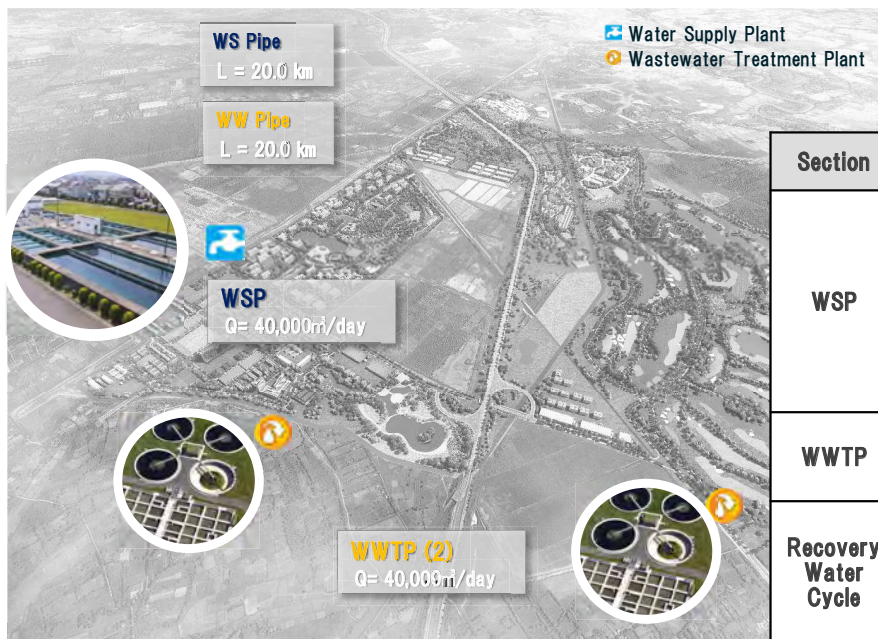 WS Pipe
L = 20.0 km
WW Pipe
L = 20.0 km
Water Supply Plant
Wastewater Treatment Plant
WSP
Q= 40,000㎥/day
WWTP (2)
Q= 40,000㎥/day
Section
WSP
WWTP
Recovery
Water
Cycle